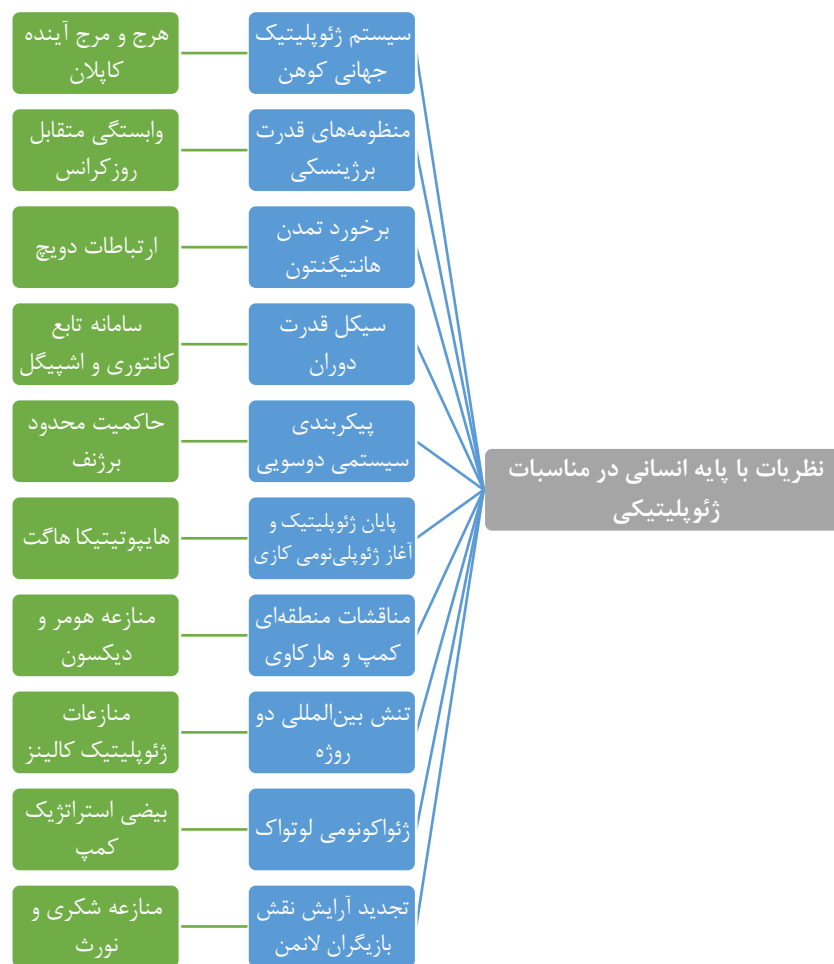 نظریات با پایه انسانی در مناسبات
ژئوپلیتیکی
سیستم ژئوپلیتیک
جهانی کوهن
هرج و مرج آینده
کاپلان
منظومه‌های قدرت
برژینسکی
وابستگی متقابل
روزکرانس
برخورد تمدن
هانتیگنتون
ارتباطات دویچ
سیکل قدرت
دوران
سامانه تابع
کانتوری و اشپیگل
پیکربندی
سیستمی دوسویی
حاکمیت محدود
برژنف
پایان ژئوپلیتیک و
آغاز ژئوپلی‌نومی کازی
هایپوتیتیکا هاگت
مناقشات منطقه‌ای
کمپ و هارکاوی
منازعه هومر و
دیکسون
تنش بین‌المللی دو
روژه
منازعات
ژئوپلیتیک کالینز
ژئواکونومی لوتواک
بیضی استراتژیک
کمپ
تجدید آرایش نقش
بازیگران لانمن
منازعه شکری و
نورث